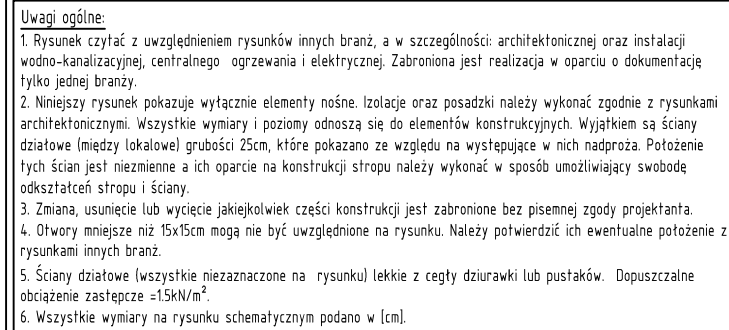 Uwagi ogólne:
1. Rysunek czytać z uwzględnieniem rysunków innych branż, a w szczególności: architektonicznej oraz instalacji
wodno-kanalizacyjnej, centralnego ogrzewania i elektrycznej. Zabroniona jest realizacja w oparciu o dokumentację
tylko jednej branży.
2. Niniejszy rysunek pokazuje wyłącznie elementy nośne. Izolacje oraz posadzki należy wykonać zgodnie z rysunkami
architektonicznymi. Wszystkie wymiary i poziomy odnoszą się do elementów konstrukcyjnych. Wyjątkiem są ściany
działowe (między lokalowe) grubości 25cm, które pokazano ze względu na występujące w nich nadproża. Położenie
tych ścian jest niezmienne a ich oparcie na konstrukcji stropu należy wykonać w sposób umożliwiający swobodę
odkształceń stropu i ściany.
3. Zmiana, usunięcie lub wycięcie jakiejkolwiek części konstrukcji jest zabronione bez pisemnej zgody projektanta.
4. Otwory mniejsze niż 15x15cm mogą nie być uwzględnione na rysunku. Należy potwierdzić ich ewentualne położenie z
rysunkami innych branż.
5. Ściany działowe (wszystkie niezaznaczone na rysunku) lekkie z cegły dziurawki lub pustaków. Dopuszczalne
obciążenie zastępcze =1.5kN/m².
6. Wszystkie wymiary na rysunku schematycznym podano w [cm].